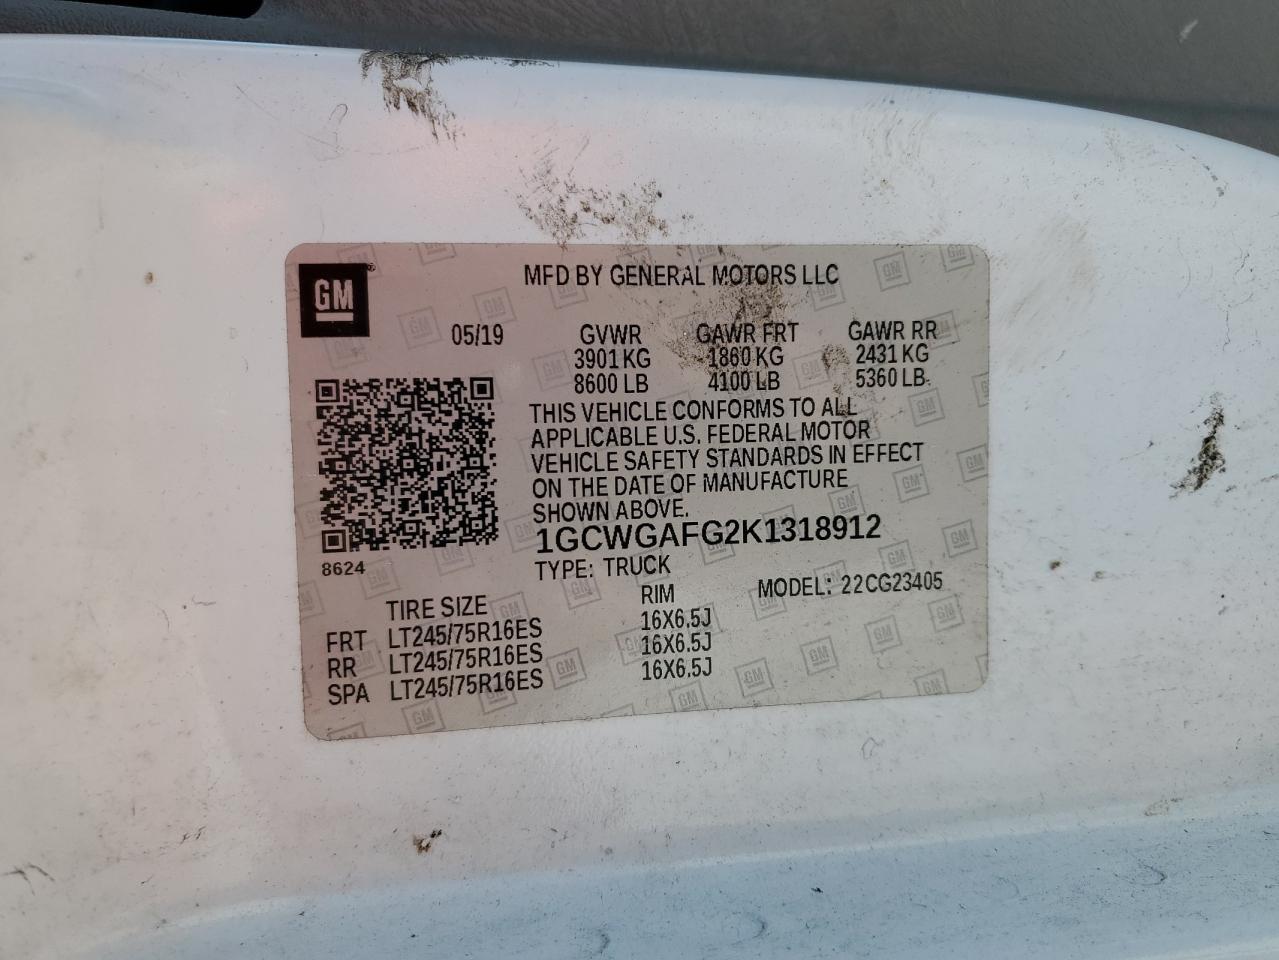 GM
MFD BY GENERAL MOTORS LLC
05/19 GVWR GAWR FRT GAWR RR
3901 KG 1860 KG 2431 KG
8600 LB 4100 LB 5360 LB
THIS VEHICLE CONFORMS TO ALL
APPLICABLE U.S. FEDERAL MOTOR
VEHICLE SAFETY STANDARDS IN EFFECT
ON THE DATE OF MANUFACTURE
SHOWN ABOVE.
1GCWGAFG2K1318912
8624
TYPE: TRUCK
MODEL: 22CG23405
TIRE SIZE RIM
FRT LT245/75R16ES 16X6.5J
RR LT245/75R16ES 16X6.5J
SPA LT245/75R16ES 16X6.5J